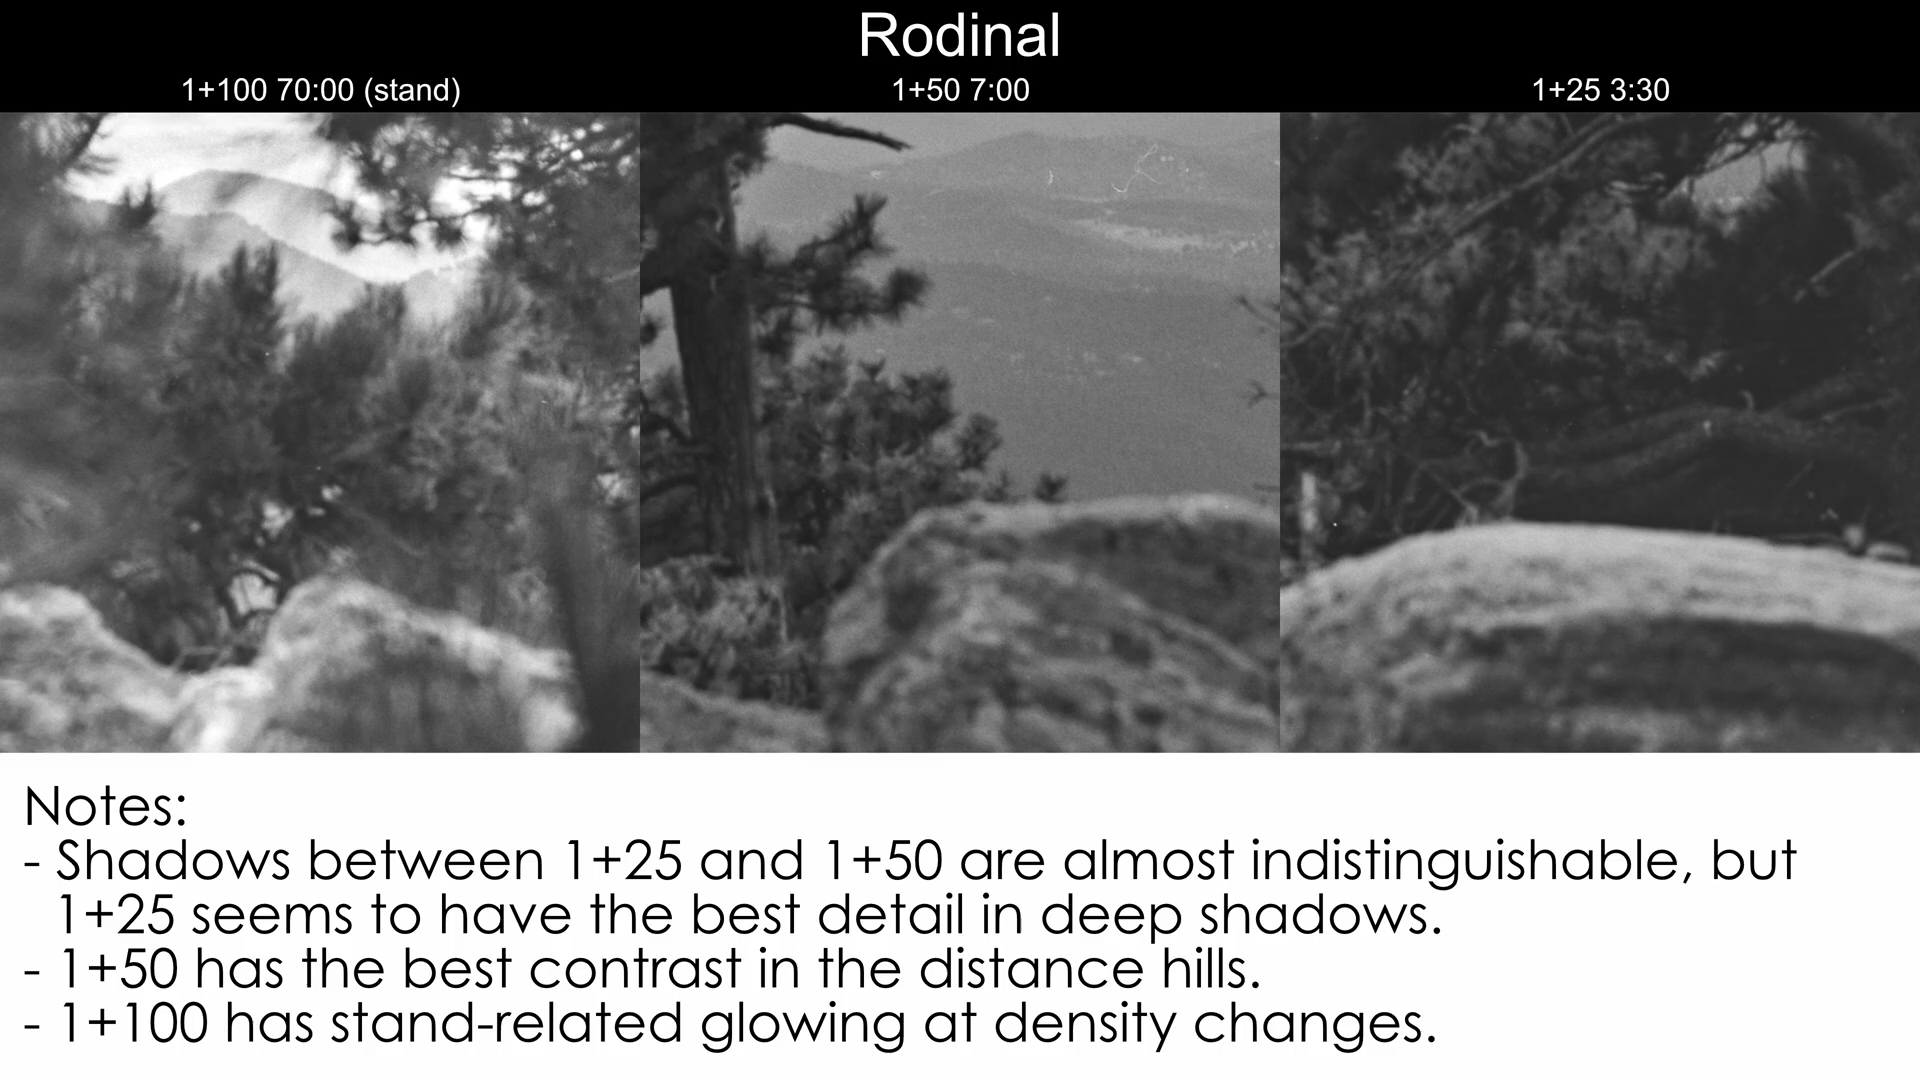 Rodinal
1+100 70:00 (stand)
1+50 7:00
1+25 3:30
Notes:
- Shadows between 1+25 and 1+50 are almost indistinguishable, but
1+25 seems to have the best detail in deep shadows.
- 1+50 has the best contrast in the distance hills.
- 1+100 has stand-related glowing at density changes.